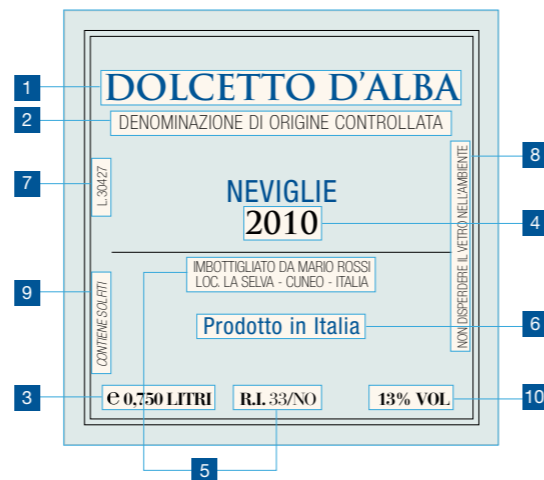 1
DOLCETTO D'ALBA
2
DENOMINAZIONE DI ORIGINE CONTROLLATA
8
7
L. 30427
NON DISPERDERE IL VETRO NELL'AMBIENTE
NEVIGLIE
2010
4
IMBOTTIGLIATO DA MARIO ROSSI
LOC. LA SELVA - CUNEO - ITALIA
9
CONTIENE SOLFITI
Prodotto in Italia
6
3
℮ 0,750 LITRI
R.I. 33/NO
13% VOL
10
5